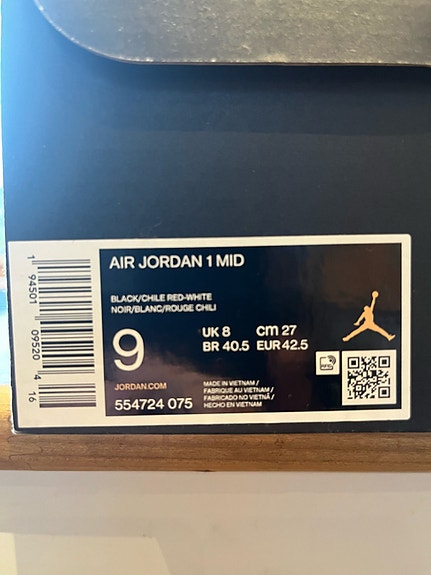 AIR JORDAN 1 MID
BLACK/CHILE RED-WHITE
NOIR/BLANC/ROUGE CHILI
9
UK 8 cm 27
BR 40.5 EUR 42.5
JORDAN.COM
554724 075
MADE IN VIETNAM /
FABRIQUE AU VIETNAM /
FABRICADO NO VIETNÃ /
HECHO EN VIETNAM
1 94501 09520 4 16